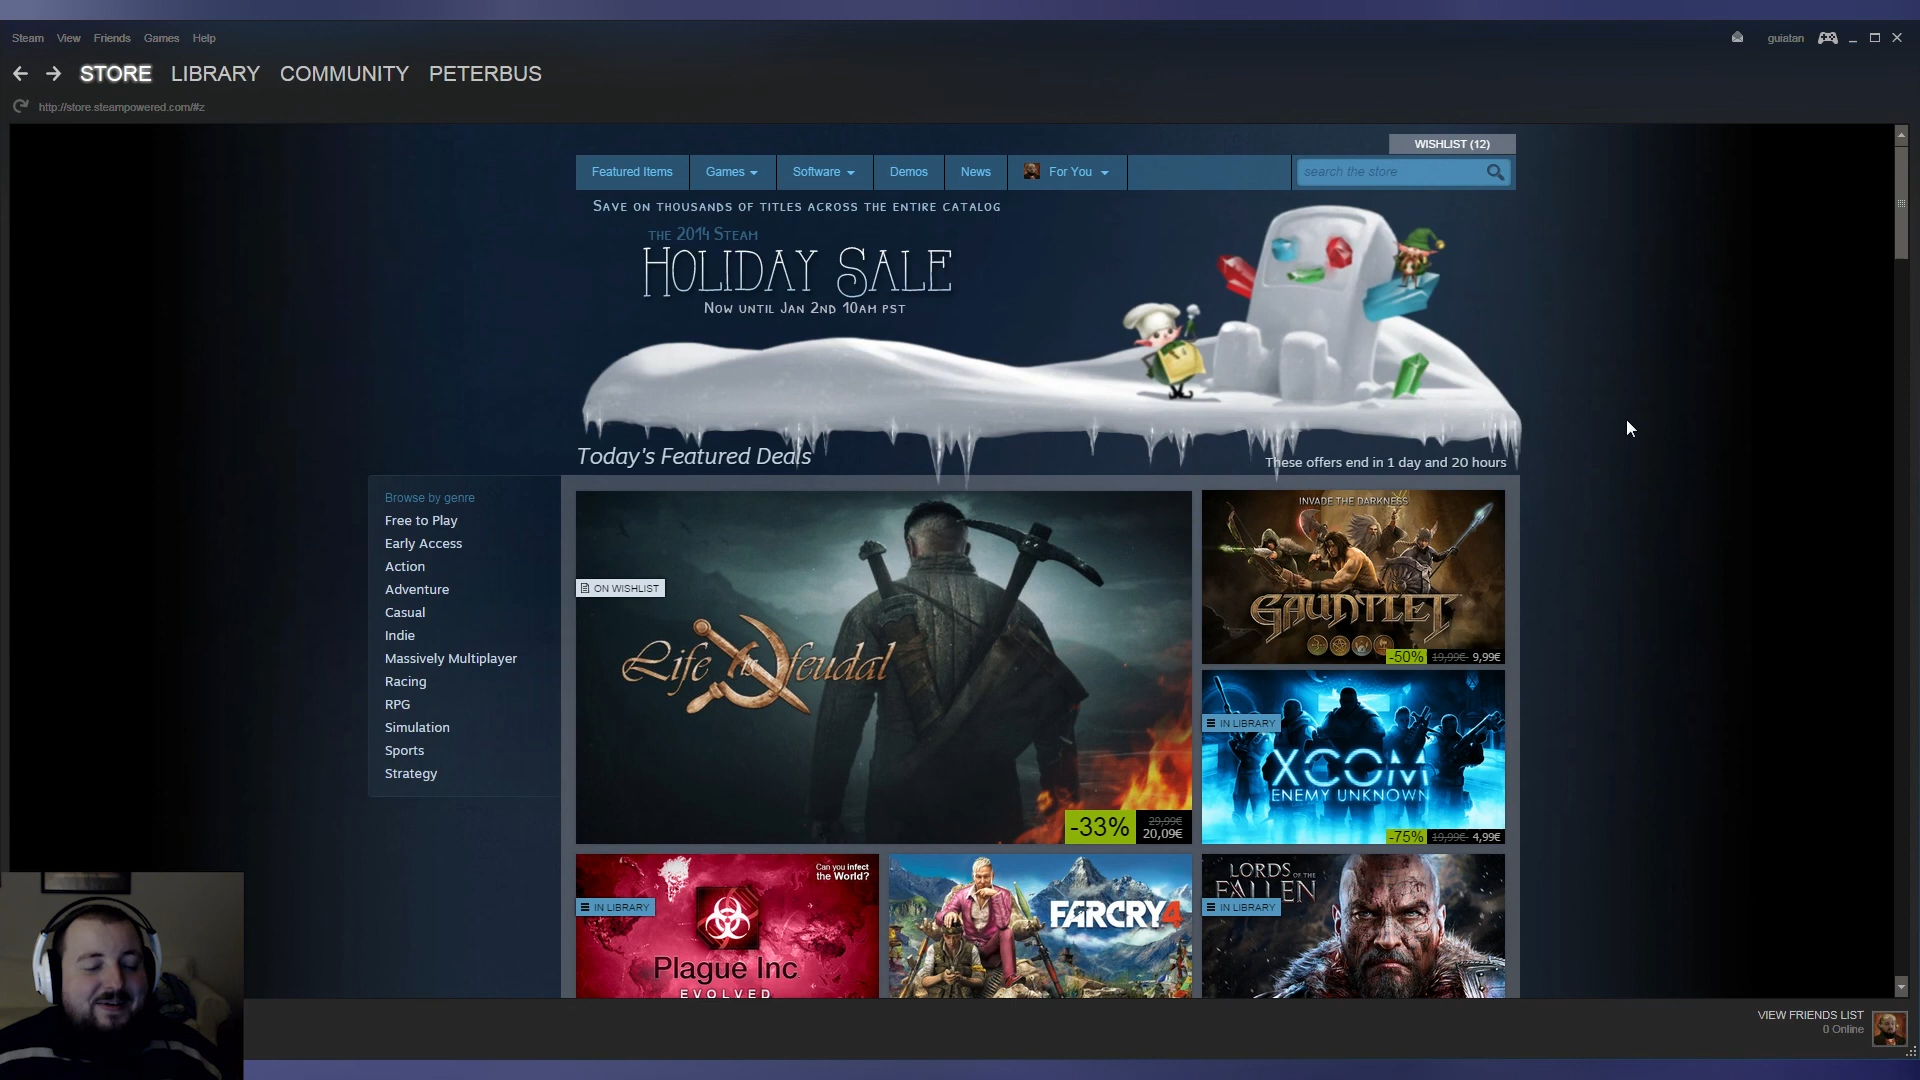 Steam View Friends Games Help
guiatan
STORE LIBRARY COMMUNITY PETERBUS
http://store.steampowered.com/#z
WISHLIST (12)
Featured Items Games Software Demos News For You search the store
SAVE ON THOUSANDS OF TITLES ACROSS THE ENTIRE CATALOG
THE 2014 STEAM
HOLIDAY SALE
NOW UNTIL JAN 2ND 10AM PST
Today's Featured Deals
These offers end in 1 day and 20 hours
Browse by genre
Free to Play
Early Access
Action
Adventure
Casual
Indie
Massively Multiplayer
Racing
RPG
Simulation
Sports
Strategy
ON WISHLIST
Life is feudal
-33% 29,99€
20,09€
INVADE THE DARKNESS
GAUNTLET
-50% 19,99€ 9,99€
IN LIBRARY
XCOM
ENEMY UNKNOWN
-75% 19,99€ 4,99€
Can you infect
the World?
IN LIBRARY
Plague Inc
EVOLVED
FARCRY4
LORDS OF THE
FALLEN
IN LIBRARY
VIEW FRIENDS LIST
0 Online